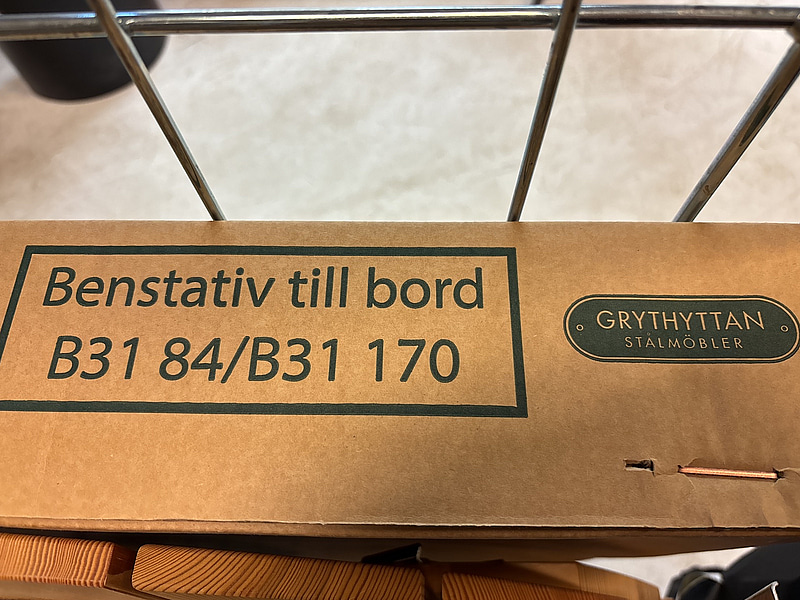 Benstativ till bord
B31 84/B31 170
GRYTHYTTAN
STÅLMÖBLER